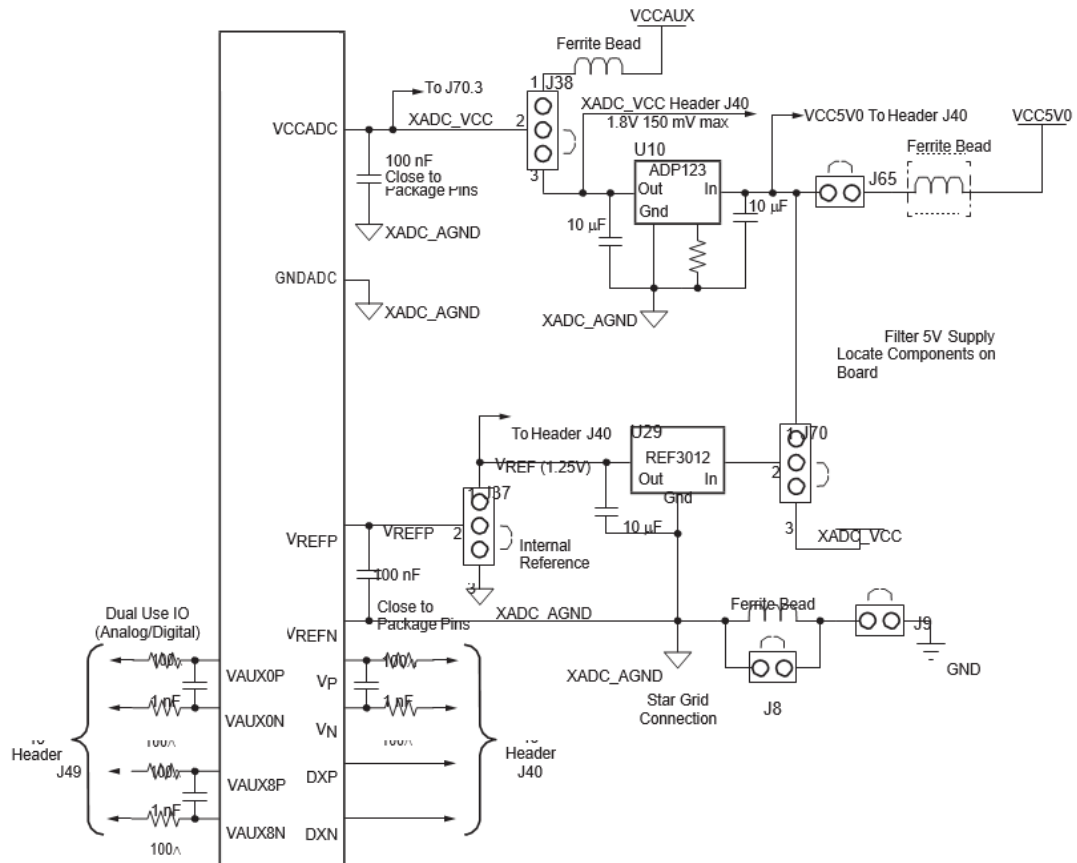 VCCAUX
Ferrite Bead
1 J38
To J70.3
XADC_VCC Header J40
1.8V 150 mV max
VCC5V0 To Header J40
VCC5V0
VCCADC
XADC_VCC
2
3
U10
ADP123
Out In
Gnd
Ferrite Bead
J65
100 nF
Close to
Package Pins
10 µF
10 µF
XADC_AGND
GNDADC
XADC_AGND
XADC_AGND
Filter 5V Supply
Locate Components on
Board
To Header J40
U29
REF3012
Out In
Gnd
1 J70
2
3
XADC_VCC
VREF (1.25V)
1 J37
2
3
10 µF
Internal
Reference
VREFP
VREFP
100 nF
Close to
Package Pins
XADC_AGND
VREFN
Ferrite Bead
J9
GND
J8
XADC_AGND
Star Grid
Connection
Dual Use IO
(Analog/Digital)
100
VAUX0P
1 nF
VAUX0N
100
Header
J49
100
VAUX8P
1 nF
VAUX8N
100
VP
100
1 nF
VN
100
DXP
DXN
Header
J40